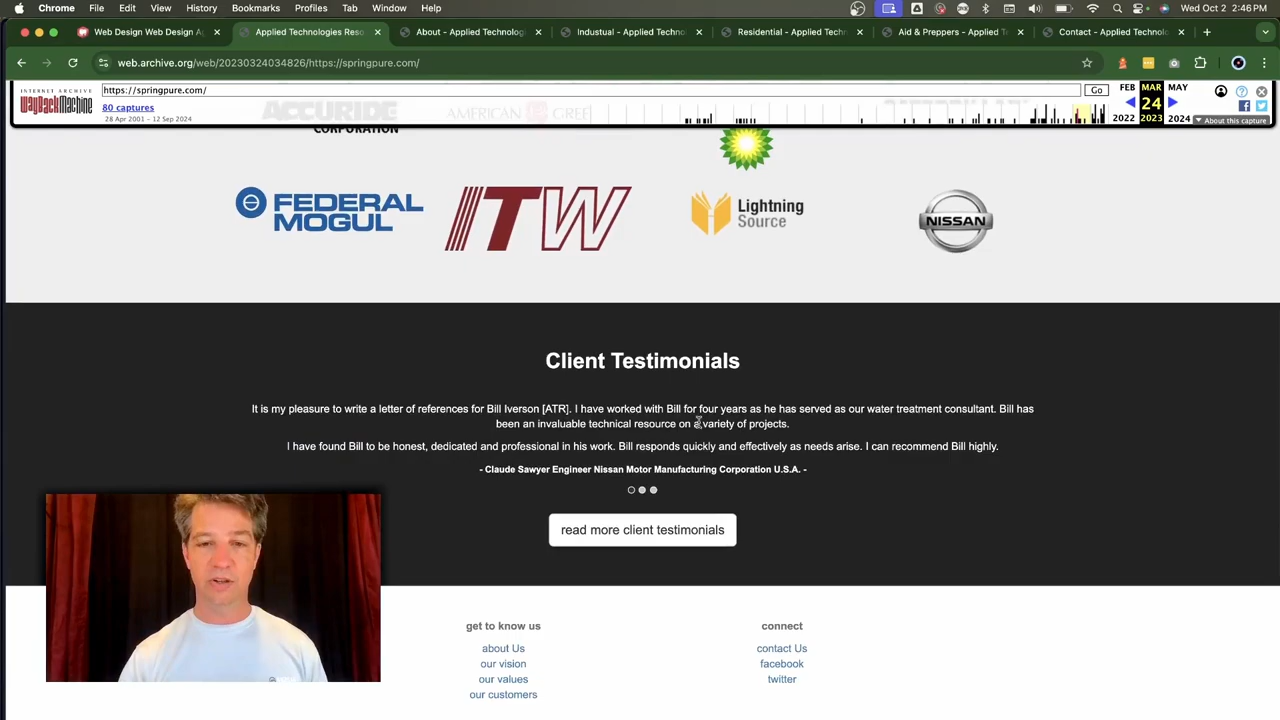 Chrome File Edit View History Bookmarks Profiles Tab Window Help Wed Oct 2 2:46 PM
Web Design Web Design A Applied Technologies Reso About - Applied Technolog Industual - Applied Techno Residential - Applied Tech Aid & Preppers - Applied T Contact - Applied Technolo
web.archive.org/web/20230324034826/https://springpure.com/
INTERNET ARCHIVE
WayBackMachine
https://springpure.com/
Go
FEB MAR MAY
80 captures
24
28 Apr 2001 - 12 Sep 2024
2022 2023 2024
About this capture
ACCURIDE
CORPORATION
AMERICAN GREE
FEDERAL
MOGUL
ITW
Lightning
Source
NISSAN
Client Testimonials
It is my pleasure to write a letter of references for Bill Iverson [ATR]. I have worked with Bill for four years as he has served as our water treatment consultant. Bill has
been an invaluable technical resource on a variety of projects.
I have found Bill to be honest, dedicated and professional in his work. Bill responds quickly and effectively as needs arise. I can recommend Bill highly.
- Claude Sawyer Engineer Nissan Motor Manufacturing Corporation U.S.A. -
read more client testimonials
get to know us
about Us
our vision
our values
our customers
connect
contact Us
facebook
twitter